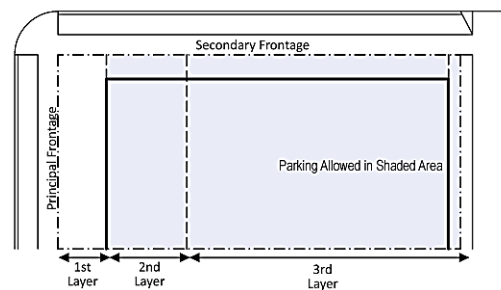 Secondary Frontage
Principal Frontage
Parking Allowed in Shaded Area
1st
Layer
2nd
Layer
3rd
Layer